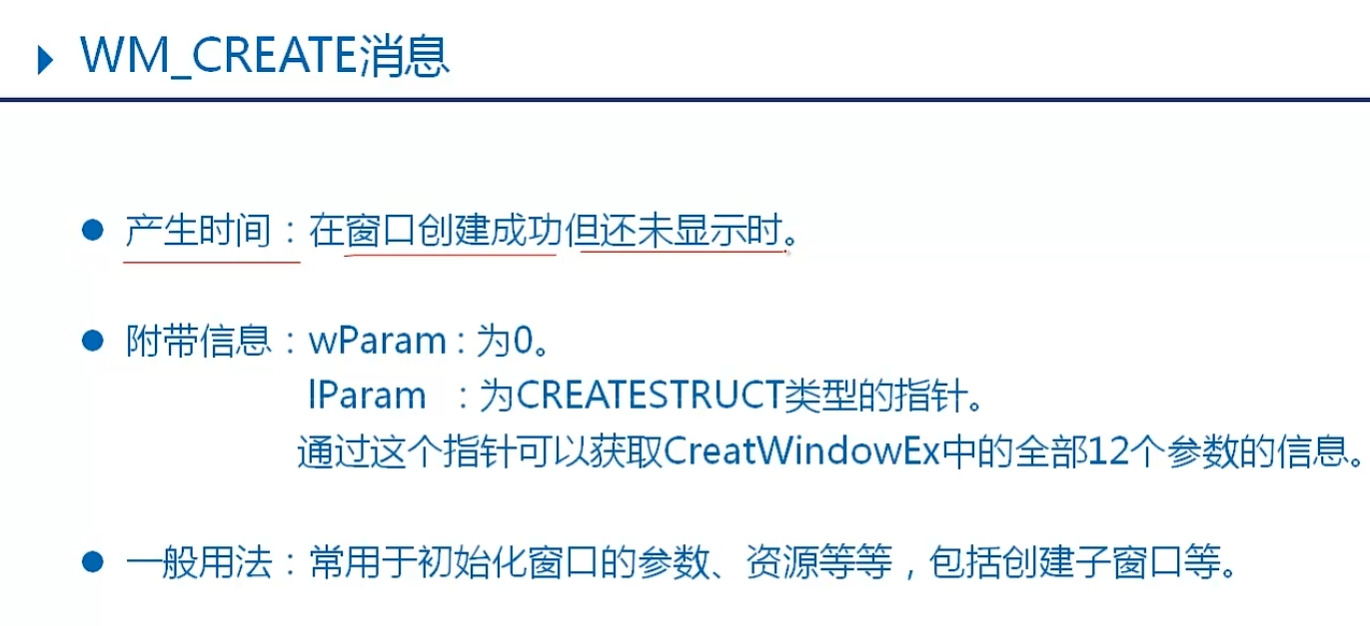 WM_CREATE消息
产生时间：在窗口创建成功但还未显示时。
附带信息：wParam : 为0。
lParam ：为CREATESTRUCT类型的指针。
通过这个指针可以获取CreatWindowEx中的全部12个参数的信息。
一般用法：常用于初始化窗口的参数、资源等等，包括创建子窗口等。